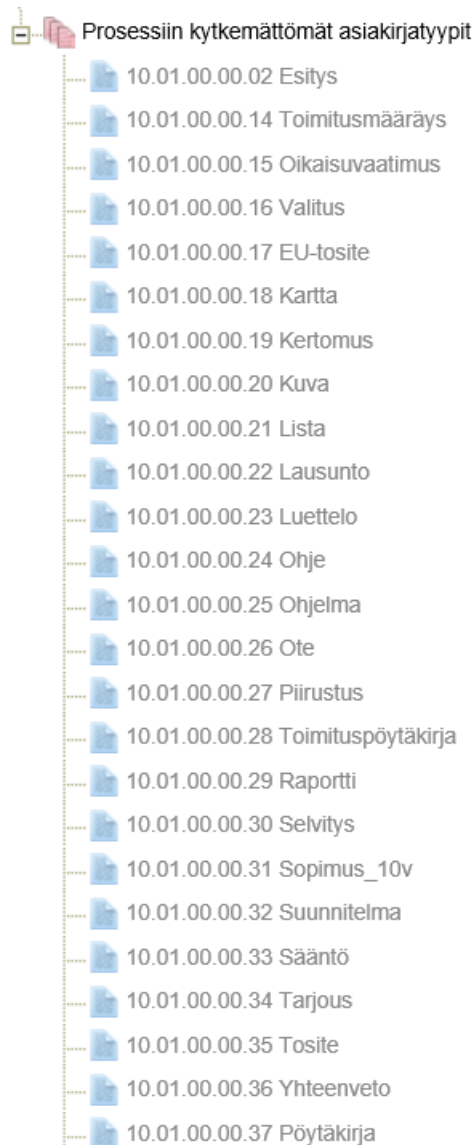 Prosessiin kytkemättömät asiakirjatyypit
10.01.00.00.02 Esitys
10.01.00.00.14 Toimitusmääräys
10.01.00.00.15 Oikaisuvaatimus
10.01.00.00.16 Valitus
10.01.00.00.17 EU-tosite
10.01.00.00.18 Kartta
10.01.00.00.19 Kertomus
10.01.00.00.20 Kuva
10.01.00.00.21 Lista
10.01.00.00.22 Lausunto
10.01.00.00.23 Luettelo
10.01.00.00.24 Ohje
10.01.00.00.25 Ohjelma
10.01.00.00.26 Ote
10.01.00.00.27 Piirustus
10.01.00.00.28 Toimituspöytäkirja
10.01.00.00.29 Raportti
10.01.00.00.30 Selvitys
10.01.00.00.31 Sopimus_10v
10.01.00.00.32 Suunnitelma
10.01.00.00.33 Sääntö
10.01.00.00.34 Tarjous
10.01.00.00.35 Tosite
10.01.00.00.36 Yhteenveto
10.01.00.00.37 Pöytäkirja